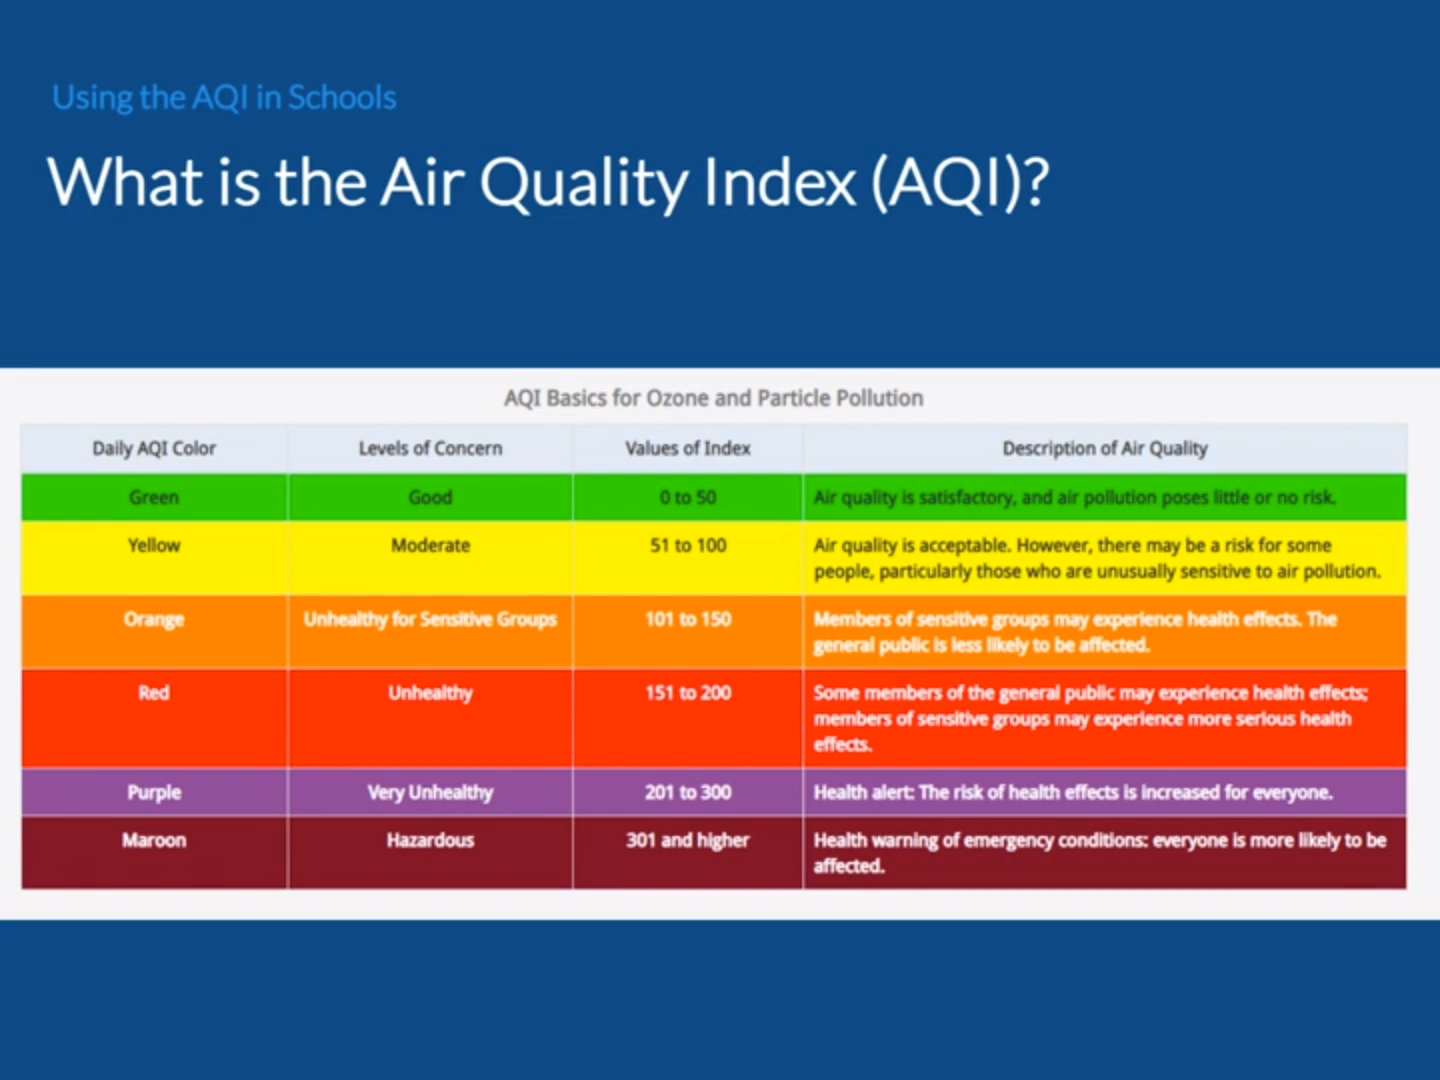 Using the AQI in Schools
What is the Air Quality Index (AQI)?
AQI Basics for Ozone and Particle Pollution
Daily AQI Color Levels of Concern Values of Index Description of Air Quality
Green Good 0 to 50 Air quality is satisfactory, and air pollution poses little or no risk.
Yellow Moderate 51 to 100 Air quality is acceptable. However, there may be a risk for some
people, particularly those who are unusually sensitive to air pollution.
Orange Unhealthy for Sensitive Groups 101 to 150 Members of sensitive groups may experience health effects. The
general public is less likely to be affected.
Red Unhealthy 151 to 200 Some members of the general public may experience health effects;
members of sensitive groups may experience more serious health
effects.
Purple Very Unhealthy 201 to 300 Health alert: The risk of health effects is increased for everyone.
Maroon Hazardous 301 and higher Health warning of emergency conditions: everyone is more likely to be
affected.